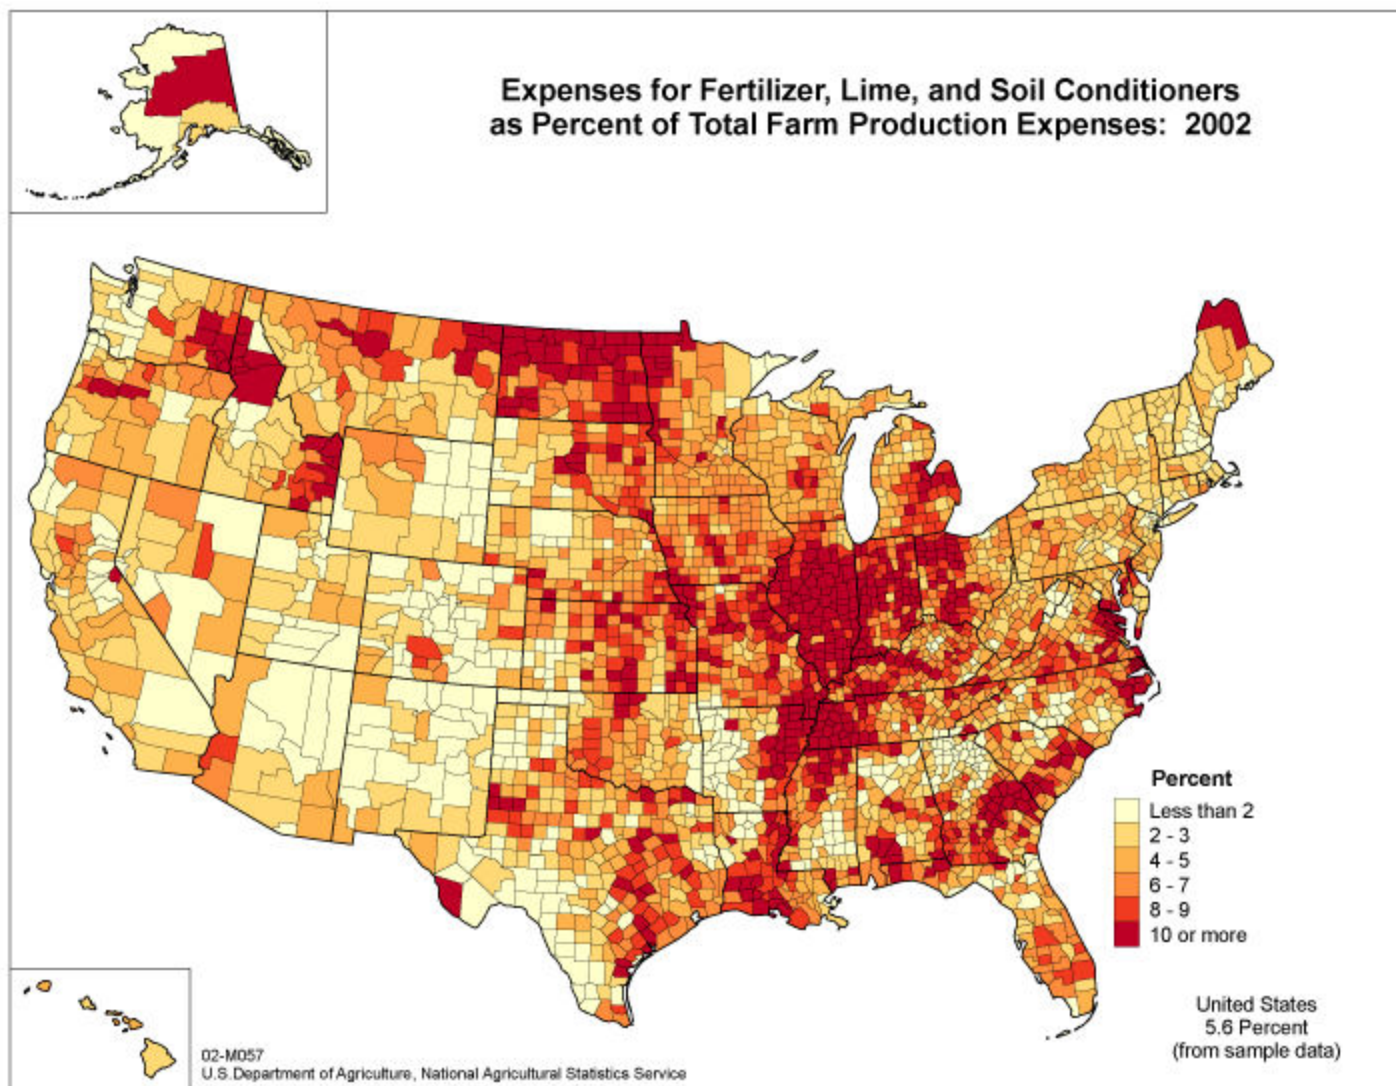 Expenses for Fertilizer, Lime, and Soil Conditioners
as Percent of Total Farm Production Expenses:  2002
Percent
Less than 2
2 - 3
4 - 5
6 - 7
8 - 9
10 or more
United States
5.6 Percent
(from sample data)
02-M057
U.S.Department of Agriculture, National Agricultural Statistics Service